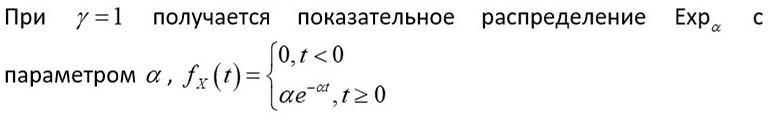 При γ = 1 получается показательное распределение Exp_α с
параметром α , f_X(t) = {0, t < 0
αe^{-αt}, t ≥ 0